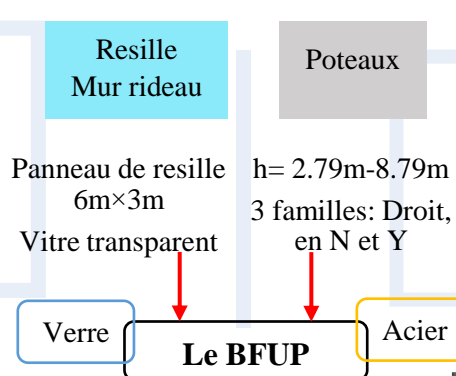 Resille
Mur rideau
Poteaux
Panneau de resille
6m×3m
Vitre transparent
h= 2.79m-8.79m
3 familles: Droit,
en N et Y
Verre
Le BFUP
Acier